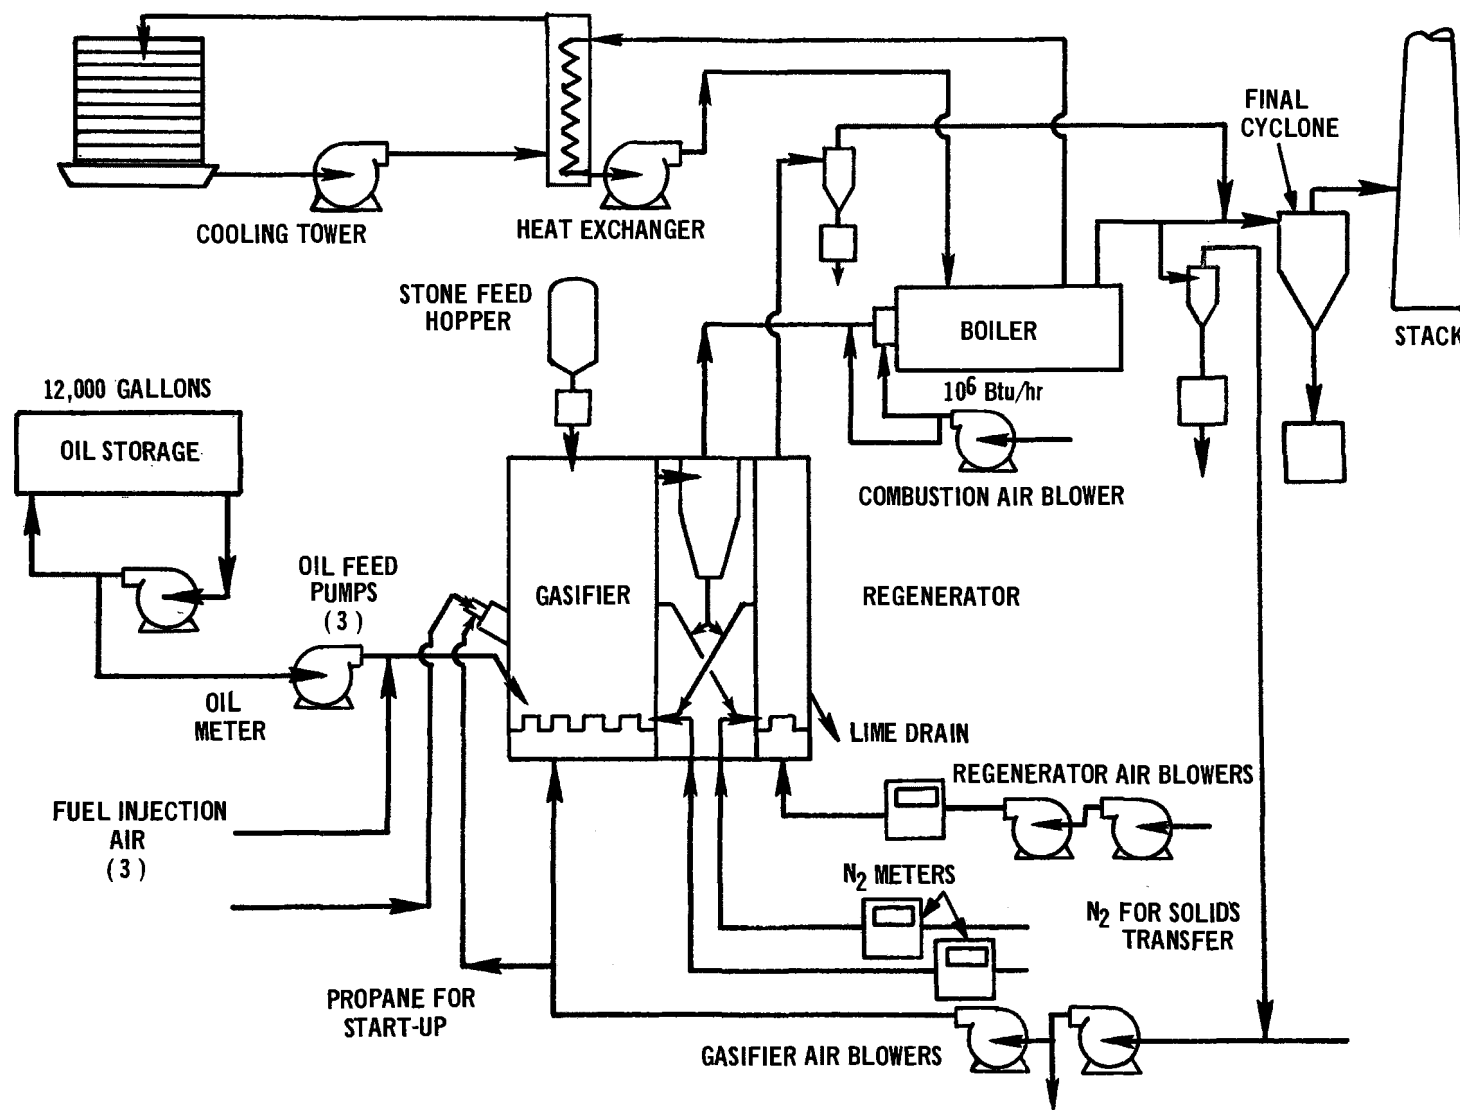 FINAL
CYCLONE
COOLING TOWER
HEAT EXCHANGER
STONE FEED
HOPPER
BOILER
STACK
12,000 GALLONS
10⁶ Btu/hr
OIL STORAGE
COMBUSTION AIR BLOWER
OIL FEED
PUMPS
(3)
GASIFIER
REGENERATOR
OIL
METER
LIME DRAIN
REGENERATOR AIR BLOWERS
FUEL INJECTION
AIR
(3)
N₂ METERS
N₂ FOR SOLIDS
TRANSFER
PROPANE FOR
START-UP
GASIFIER AIR BLOWERS